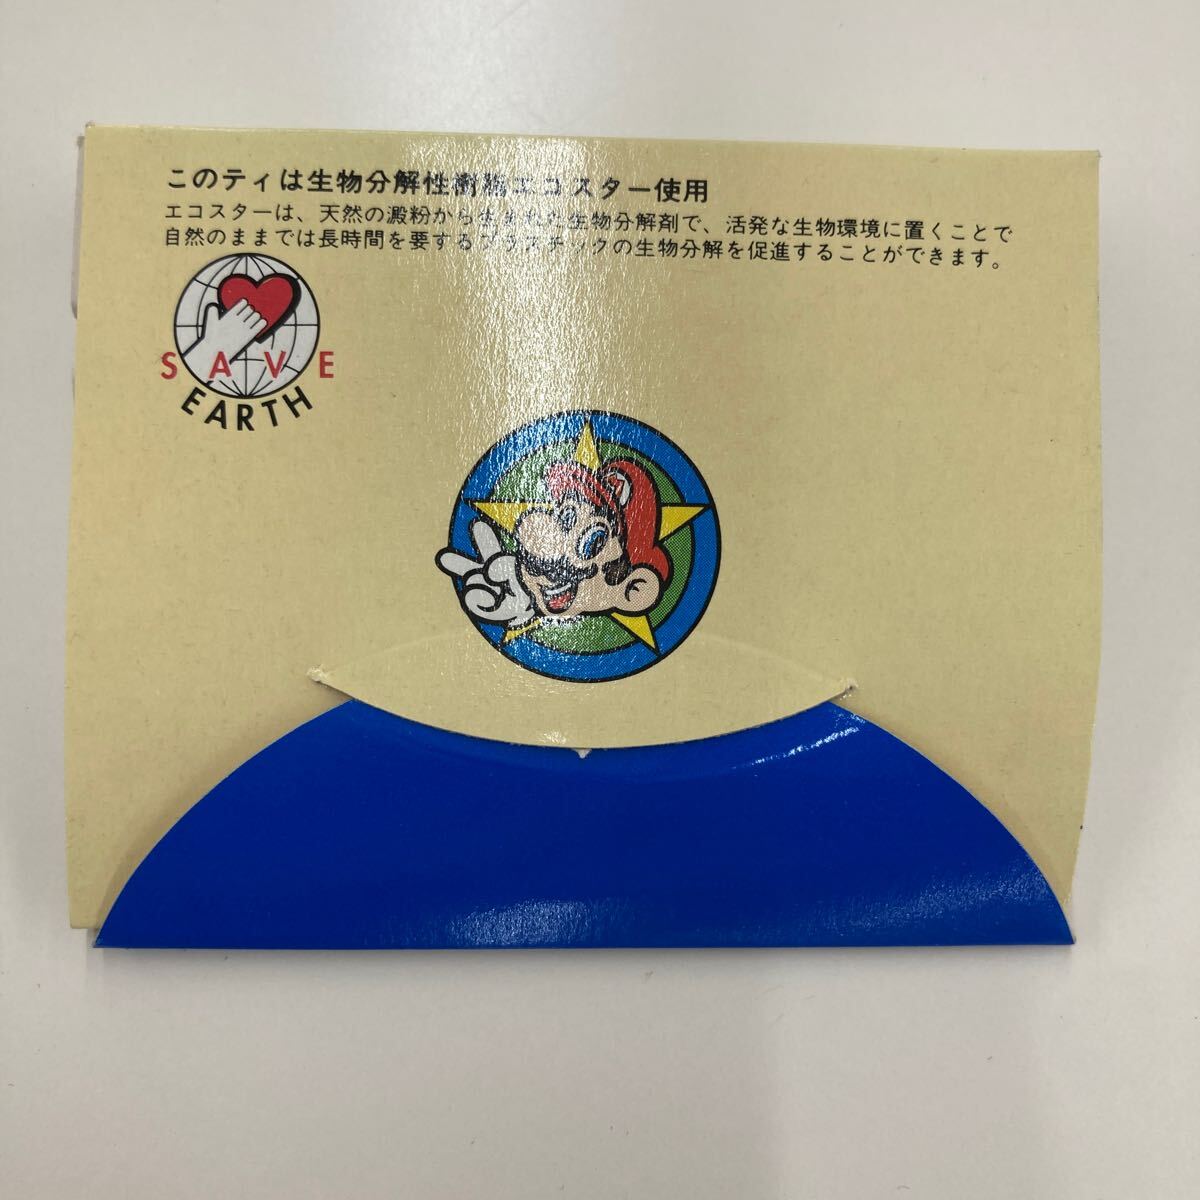 このティは生物分解性樹脂エコスター使用
エコスターは、天然の澱粉から生まれた生物分解剤で、活発な生物環境に置くことで
自然のままでは長時間を要するプラスチックの生物分解を促進することができます。
SAVE
EARTH